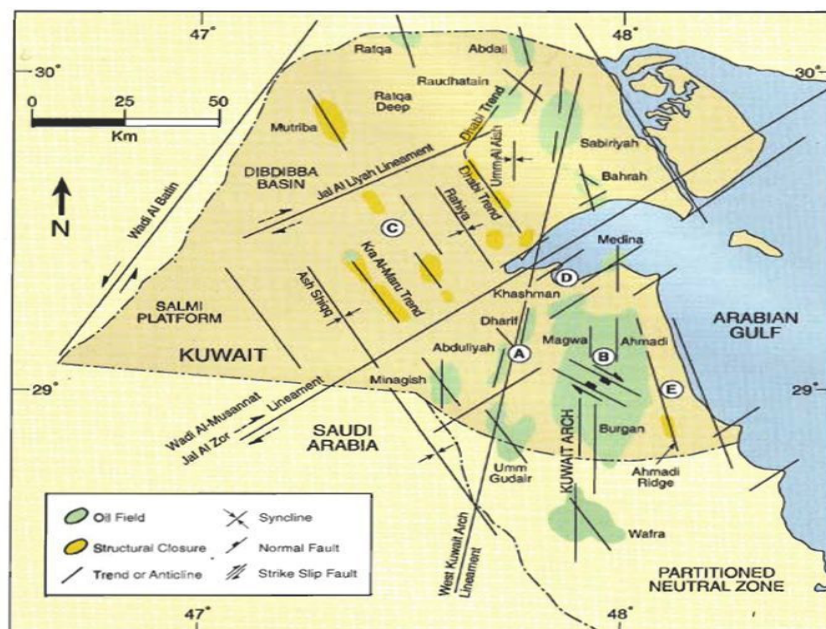 47°
48°
30°
30°
0 25 50
Km
N
Ratqa
Abdali
Raudhatain
Ratqa
Deep
Mutriba
Dhabi Trend
Umm Al Aish
Sabiriyah
DIBDIBBA
BASIN
Jal Al Liyah Lineament
Dhabi Trend
Bahrah
Wadi Al Batin
Rahiya
C
Medina
Kra Al-Maru Trend
D
Khashman
Ash Shiqq
SALMI
PLATFORM
Dharif
ARABIAN
GULF
KUWAIT
Abduliyah
A
Magwa
B
Ahmadi
29°
29°
Minagish
E
Wadi Al-Musannat
Jal Al Zor
Lineament
SAUDI
ARABIA
Burgan
Umm
Gudair
KUWAIT ARCH
Ahmadi
Ridge
Wafra
West Kuwait Arch
Lineament
PARTITIONED
NEUTRAL ZONE
Oil Field
Syncline
Structural Closure
Normal Fault
Trend or Anticline
Strike Slip Fault
47°
48°